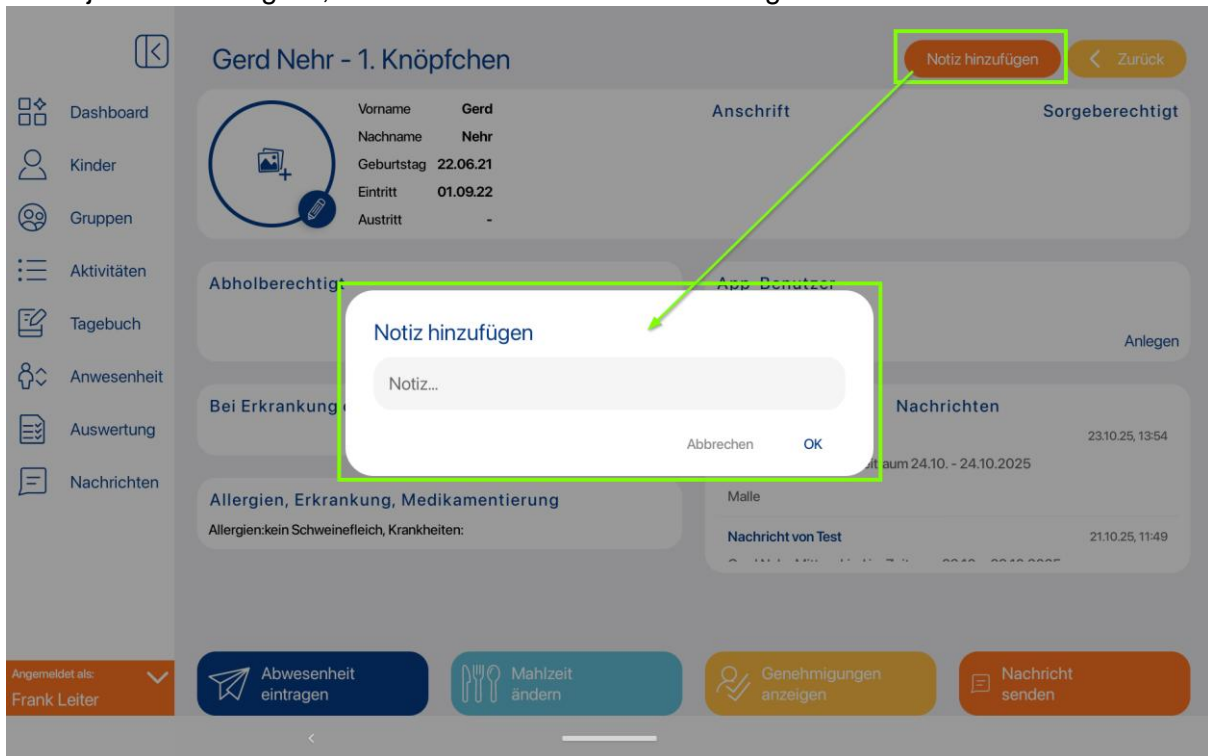 Gerd Nehr - 1. Knöpfchen
Notiz hinzufügen
Zurück
Dashboard
Kinder
Gruppen
Aktivitäten
Tagebuch
Anwesenheit
Auswertung
Nachrichten
Angemeldet als:
Frank Leiter
Vorname Gerd
Nachname Nehr
Geburtstag 22.06.21
Eintritt 01.09.22
Austritt -
Anschrift
Sorgeberechtigt
Abholberechtigt
App-Benutzer
Anlegen
Notiz hinzufügen
Notiz...
Abbrechen OK
Bei Erkrankung
Nachrichten
23.10.25, 13:54
aum 24.10. - 24.10.2025
Malle
Nachricht von Test 21.10.25, 11:49
Allergien, Erkrankung, Medikamentierung
Allergien:kein Schweinefleich, Krankheiten:
Abwesenheit
eintragen
Mahlzeit
ändern
Genehmigungen
anzeigen
Nachricht
senden